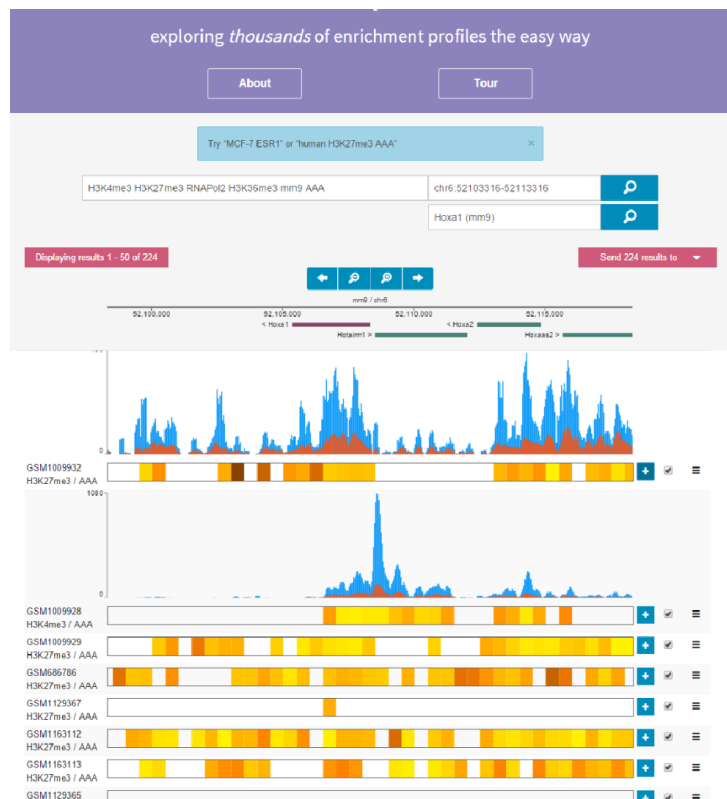 exploring thousands of enrichment profiles the easy way
About
Tour
Try "MCF-7 ESR1" or "human H3K27me3 AAA"
×
H3K4me3 H3K27me3 RNAPol2 H3K36me3 mm9 AAA
chr6:52103316-52113316
Hoxa1 (mm9)
Displaying results 1 - 50 of 224
Send 224 results to
mm9 / chr6
52,100,000 52,105,000 52,110,000 52,115,000
< Hoxa1 < Hoxa2
Hotairm1 > Hoxaas2 >
0
GSM1009932
H3K27me3 / AAA
1090
0
GSM1009928
H3K4me3 / AAA
GSM1009929
H3K27me3 / AAA
GSM686786
H3K27me3 / AAA
GSM1129367
H3K27me3 / AAA
GSM1163112
H3K27me3 / AAA
GSM1163113
H3K27me3 / AAA
GSM1129365